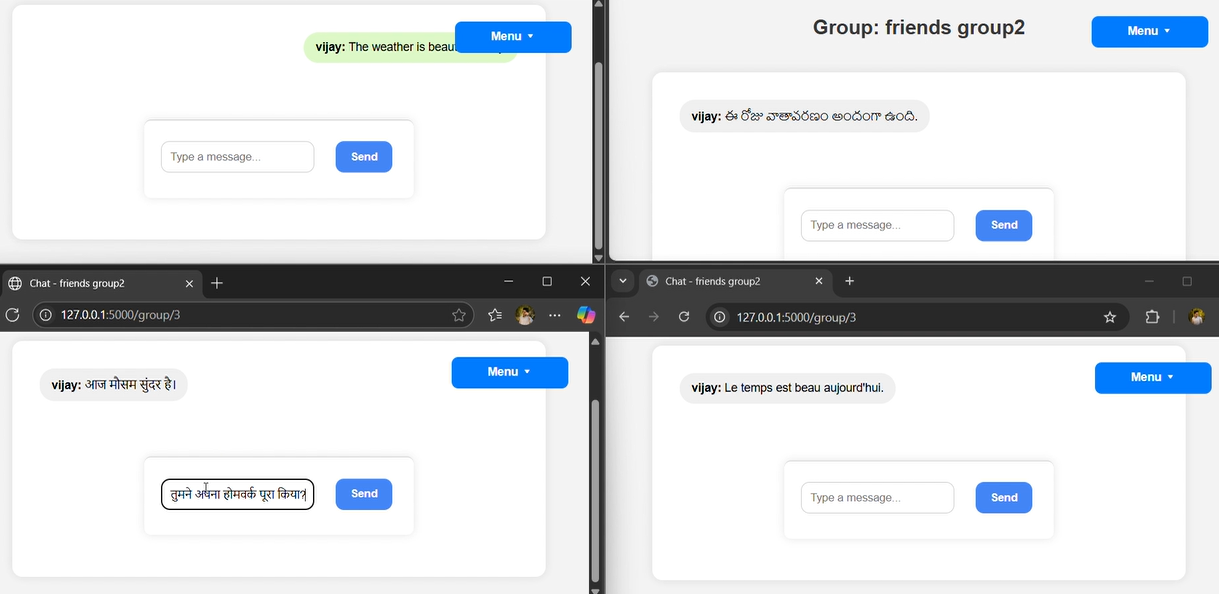 vijay: The weather is
Menu
Type a message...
Send
Group: friends group2
Menu
vijay: ఈ రోజు వాతావరణం అందంగా ఉంది.
Type a message...
Send
Chat - friends group2
127.0.0.1:5000/group/3
Menu
vijay: आज मौसम सुंदर है।
तुमने अपना होमवर्क पूरा किया?
Send
Chat - friends group2
127.0.0.1:5000/group/3
Menu
vijay: Le temps est beau aujourd'hui.
Type a message...
Send